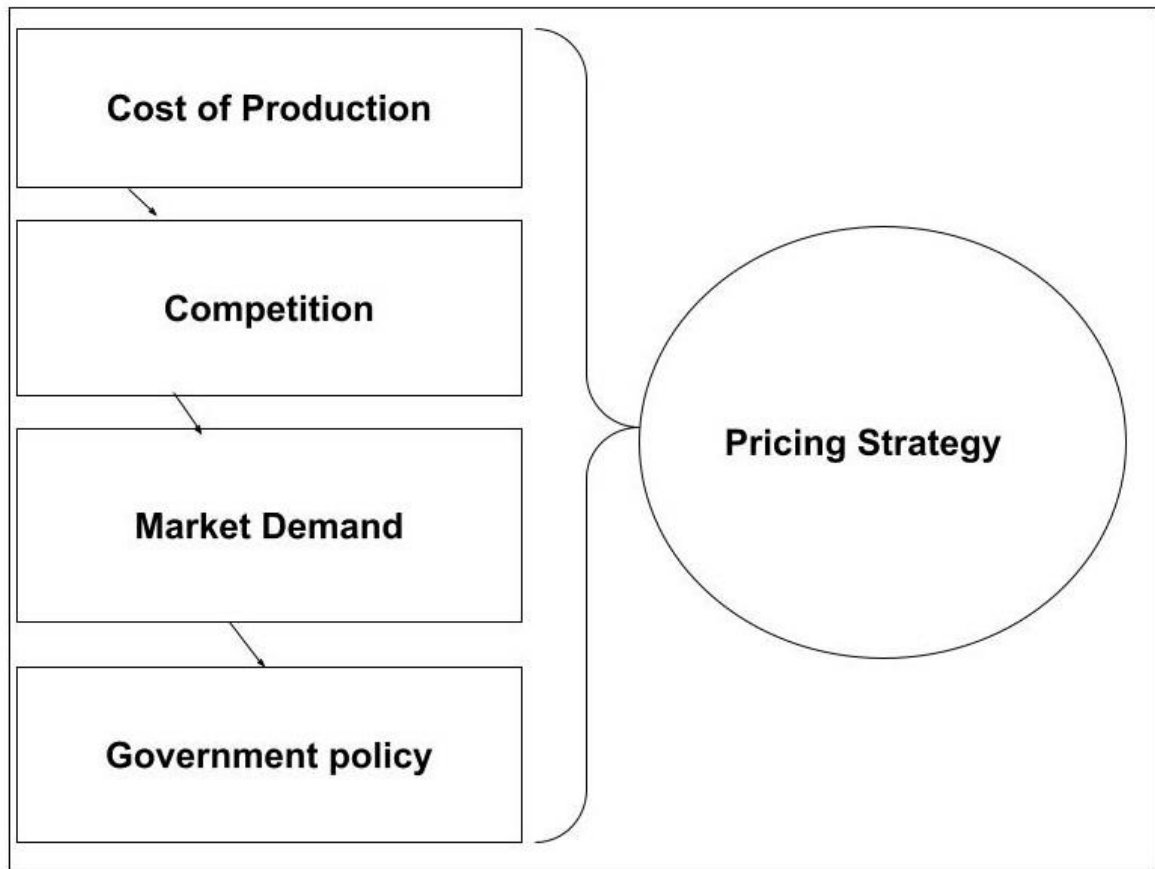 Cost of Production
Competition
Market Demand
Government policy
Pricing Strategy